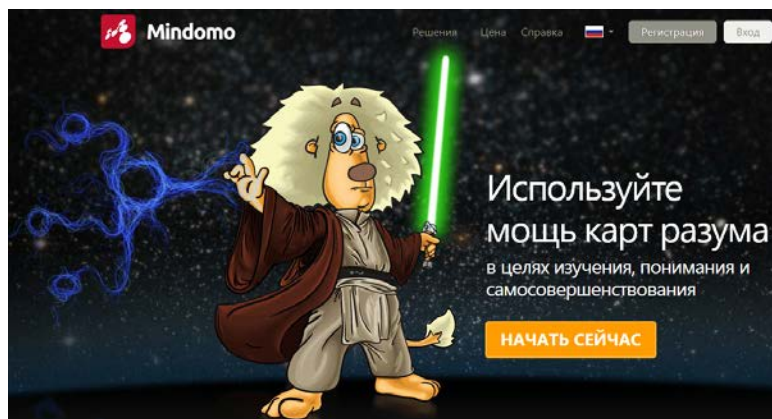 Mindomo
Решения Цена Справка Регистрация Вход
Используйте
мощь карт разума
в целях изучения, понимания и
самосовершенствования
НАЧАТЬ СЕЙЧАС